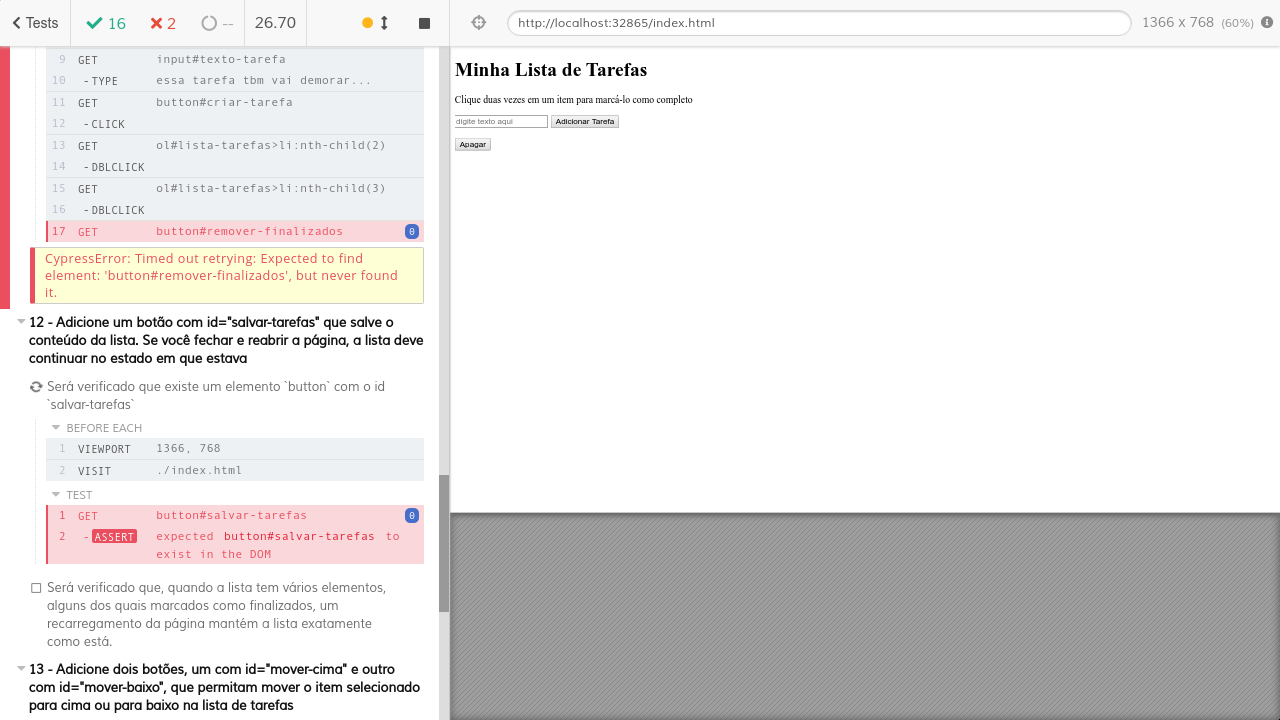 Tests 16 2 -- 26.70 http://localhost:32865/index.html 1366 x 768 (60%)
9 GET input#texto-tarefa
10 -TYPE essa tarefa tbm vai demorar...
11 GET button#criar-tarefa
12 -CLICK
13 GET ol#lista-tarefas>li:nth-child(2)
14 -DBLCLICK
15 GET ol#lista-tarefas>li:nth-child(3)
16 -DBLCLICK
17 GET button#remover-finalizados 0
CypressError: Timed out retrying: Expected to find
element: 'button#remover-finalizados', but never found
it.
12 - Adicione um botão com id="salvar-tarefas" que salve o
conteúdo da lista. Se você fechar e reabrir a página, a lista deve
continuar no estado em que estava
Será verificado que existe um elemento `button` com o id
`salvar-tarefas`
BEFORE EACH
1 VIEWPORT 1366, 768
2 VISIT ./index.html
TEST
1 GET button#salvar-tarefas 0
2 -ASSERT expected button#salvar-tarefas to
exist in the DOM
Será verificado que, quando a lista tem vários elementos,
alguns dos quais marcados como finalizados, um
recarregamento da página mantém a lista exatamente
como está.
13 - Adicione dois botões, um com id="mover-cima" e outro
com id="mover-baixo", que permitam mover o item selecionado
para cima ou para baixo na lista de tarefas
Minha Lista de Tarefas
Clique duas vezes em um item para marcá-lo como completo
digite texto aqui Adicionar Tarefa
Apagar